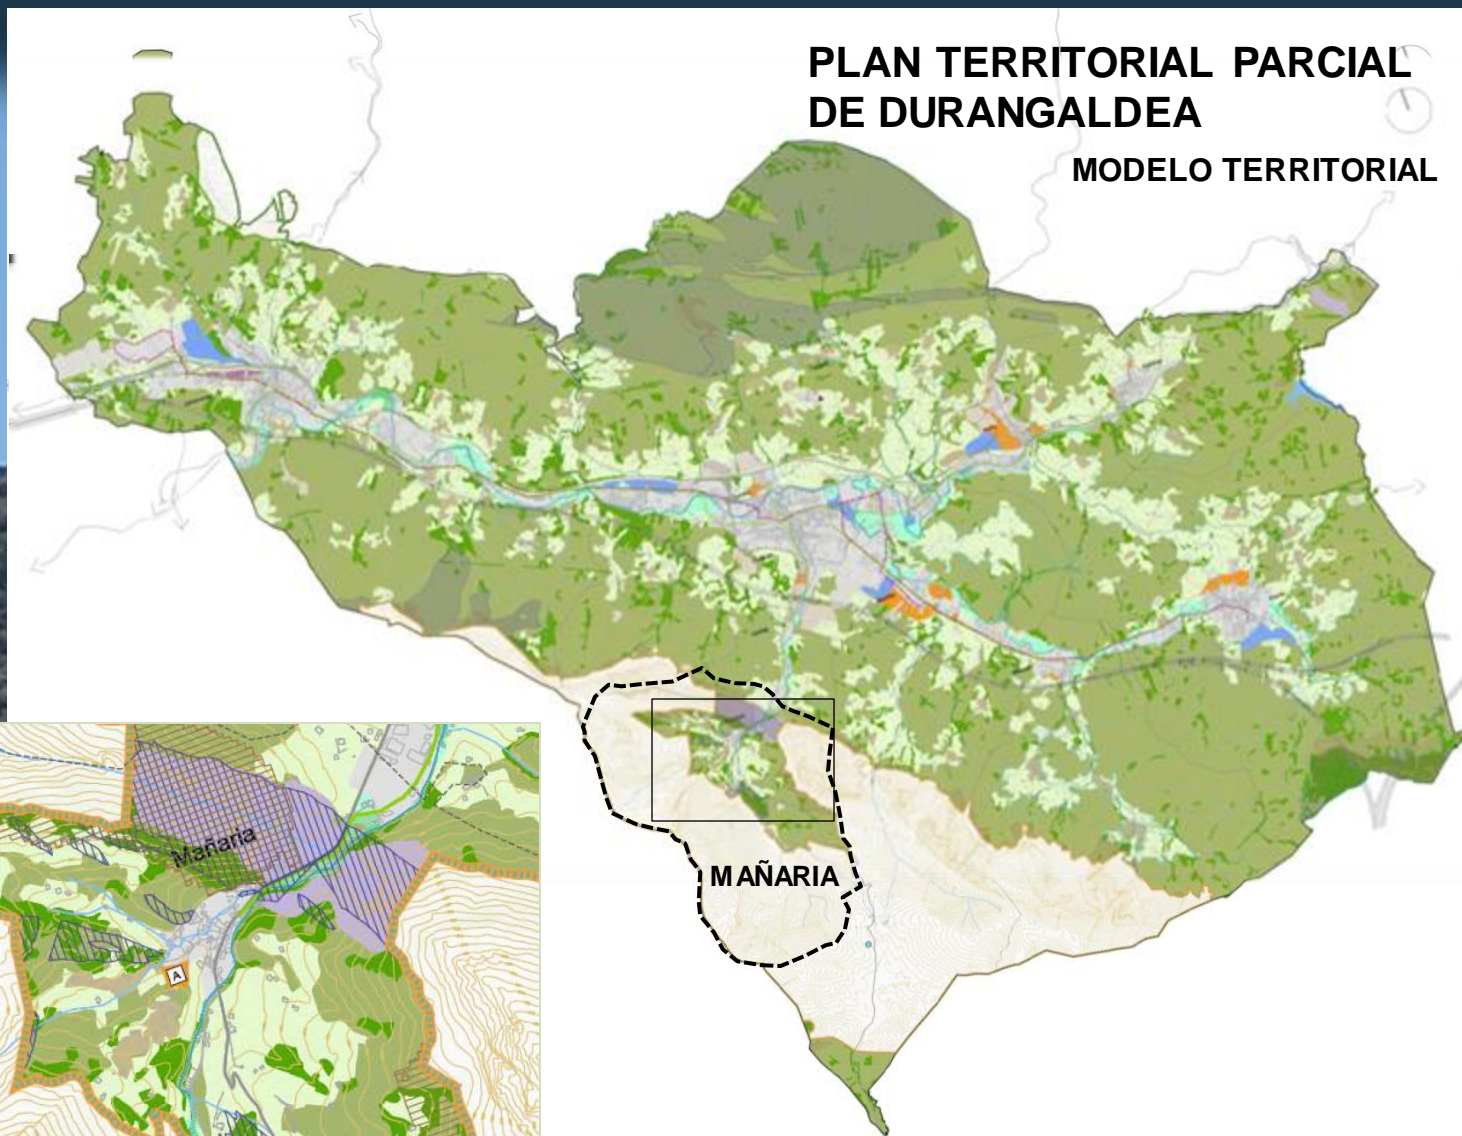 PLAN TERRITORIAL PARCIAL
DE DURANGALDEA
MODELO TERRITORIAL
MAÑARIA
Mañaria
A